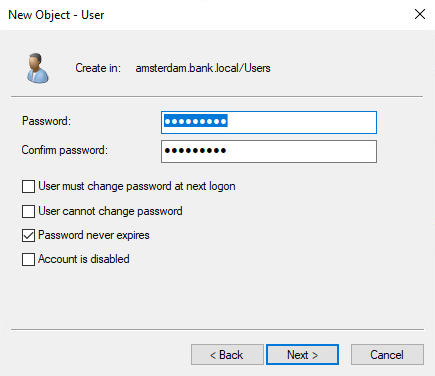 New Object - User
Create in: amsterdam.bank.local/Users
Password: ●●●●●●●●●
Confirm password: ●●●●●●●●●
User must change password at next logon
User cannot change password
Password never expires
Account is disabled
< Back Next > Cancel